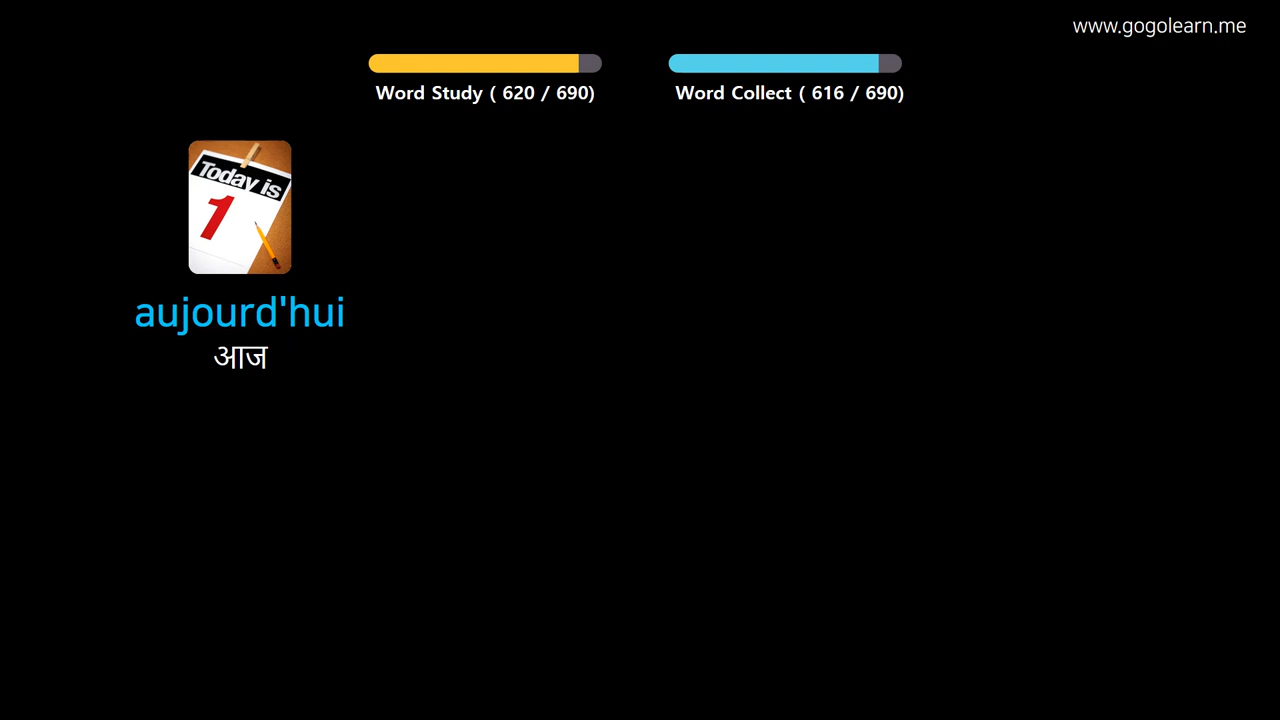 www.gogolearn.me
Word Study ( 620 / 690)
Word Collect ( 616 / 690)
Today is
1
aujourd'hui
आज